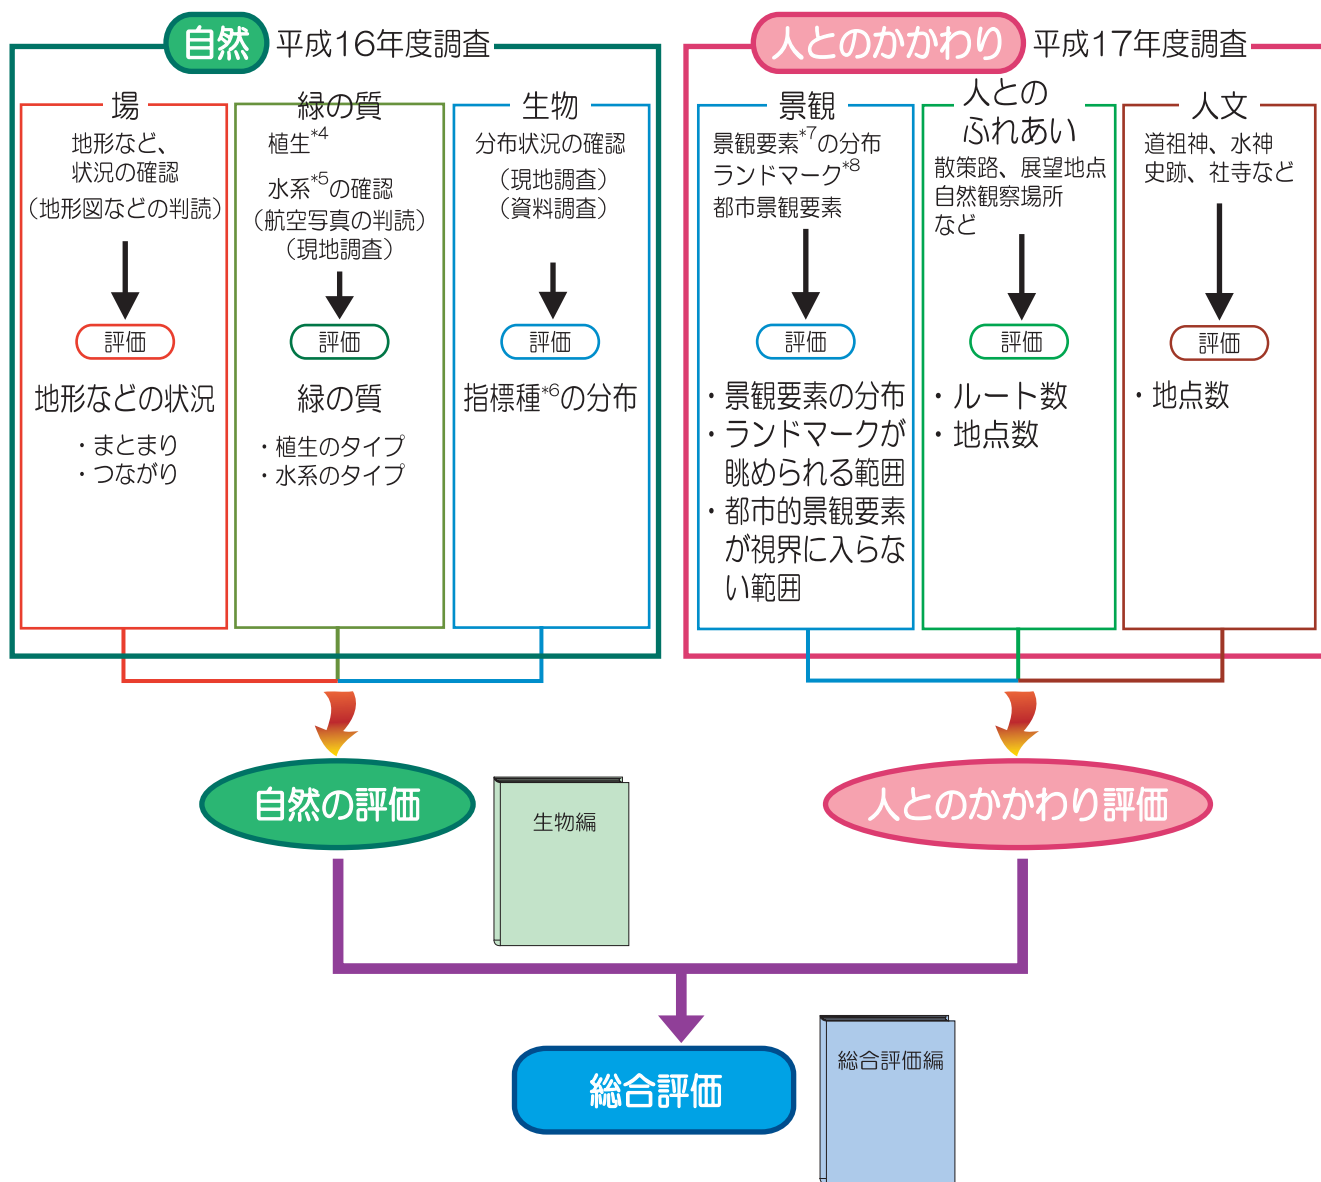 自然 平成16年度調査
場
地形など、
状況の確認
（地形図などの判読）
評価
地形などの状況
・まとまり
・つながり
緑の質
植生*4
水系*5の確認
（航空写真の判読）
（現地調査）
評価
緑の質
・植生のタイプ
・水系のタイプ
生物
分布状況の確認
（現地調査）
（資料調査）
評価
指標種*6の分布
人とのかかわり 平成17年度調査
景観
景観要素*7の分布
ランドマーク*8
都市景観要素
評価
・景観要素の分布
・ランドマークが
眺められる範囲
・都市的景観要素
が視界に入らな
い範囲
人との
ふれあい
散策路、展望地点
自然観察場所
など
評価
・ルート数
・地点数
人文
道祖神、水神
史跡、社寺など
評価
・地点数
自然の評価
生物編
人とのかかわり評価
総合評価
総合評価編